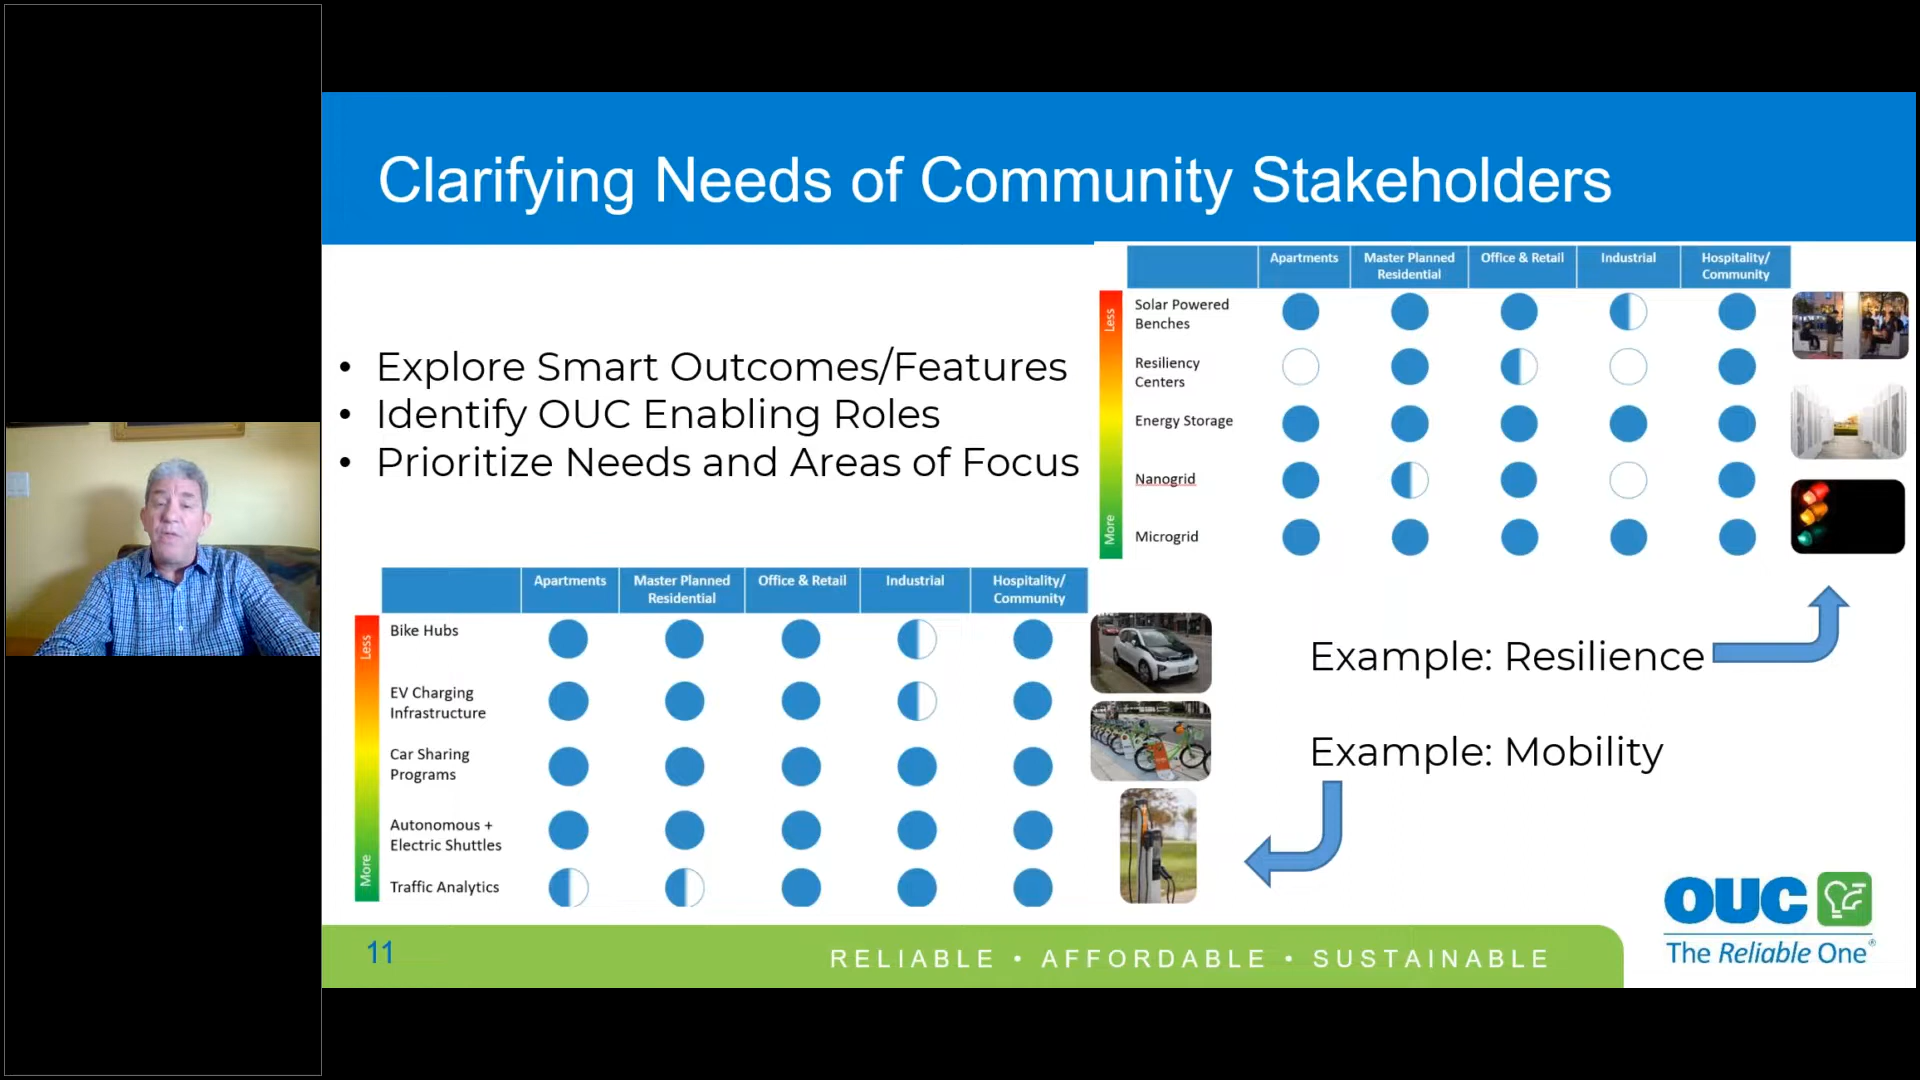 Clarifying Needs of Community Stakeholders
• Explore Smart Outcomes/Features
• Identify OUC Enabling Roles
• Prioritize Needs and Areas of Focus
Apartments
Master Planned
Residential
Office & Retail
Industrial
Hospitality/
Community
Less
More
Solar Powered
Benches
Resiliency
Centers
Energy Storage
Nanogrid
Microgrid
Example: Resilience
Example: Mobility
Apartments
Master Planned
Residential
Office & Retail
Industrial
Hospitality/
Community
Less
More
Bike Hubs
EV Charging
Infrastructure
Car Sharing
Programs
Autonomous +
Electric Shuttles
Traffic Analytics
11
RELIABLE • AFFORDABLE • SUSTAINABLE
OUC
The Reliable One®